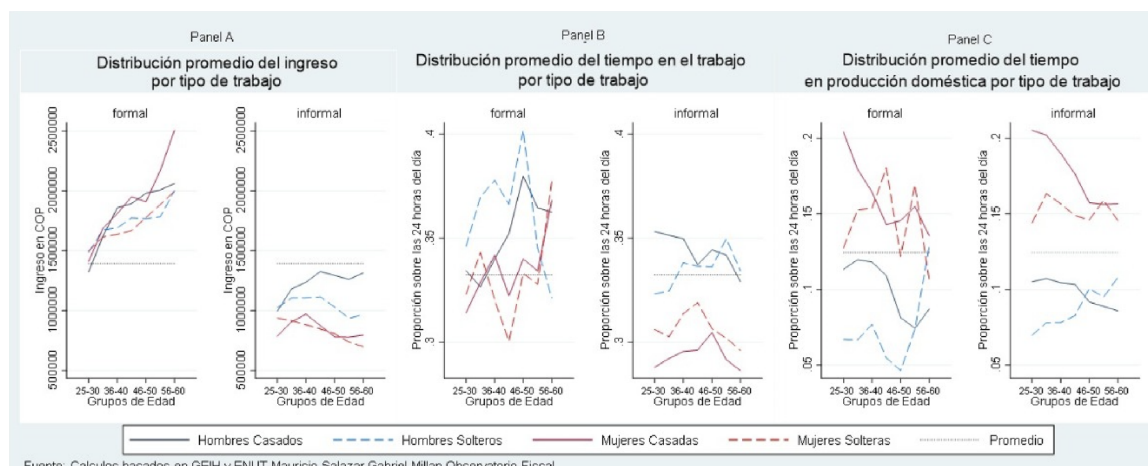 Panel A
Distribución promedio del ingreso
por tipo de trabajo
formal
informal
Ingreso en COP
2500000
2000000
1500000
1000000
500000
2500000
2000000
1500000
1000000
500000
25-30 36-40 46-50 56-60
Grupos de Edad
25-30 36-40 46-50 56-60
Grupos de Edad
Panel B
Distribución promedio del tiempo en el trabajo
por tipo de trabajo
formal
informal
Proporción sobre las 24 horas del día
.4
.35
.3
Proporción sobre las 24 horas del día
.4
.35
.3
25-30 36-40 46-50 56-60
Grupos de Edad
25-30 36-40 46-50 56-60
Grupos de Edad
Panel C
Distribución promedio del tiempo
en producción doméstica por tipo de trabajo
formal
informal
Proporción sobre las 24 horas del día
.2
.15
.1
.05
Proporción sobre las 24 horas del día
.2
.15
.1
.05
25-30 36-40 46-50 56-60
Grupos de Edad
25-30 36-40 46-50 56-60
Grupos de Edad
Hombres Casados
Hombres Solteros
Mujeres Casadas
Mujeres Solteras
Promedio
Fuente: Calculos basados en GEIH y ENUT Mauricio Salazar Gabriel Millan Observatorio Fiscal